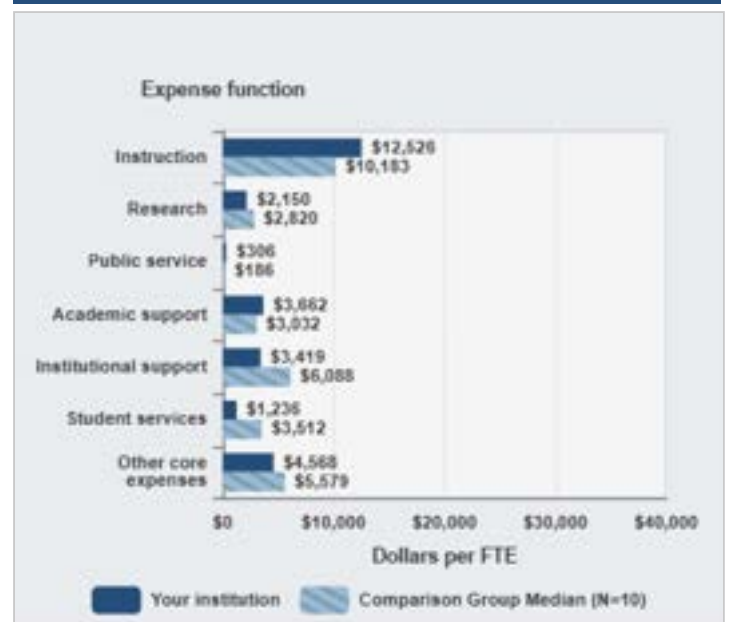 Expense function
Instruction
$12,526
$10,183
Research
$2,150
$2,820
Public service
$306
$186
Academic support
$3,662
$3,032
Institutional support
$3,419
$6,088
Student services
$1,236
$3,512
Other core
expenses
$4,568
$5,579
$0 $10,000 $20,000 $30,000 $40,000
Dollars per FTE
Your institution Comparison Group Median (N=10)